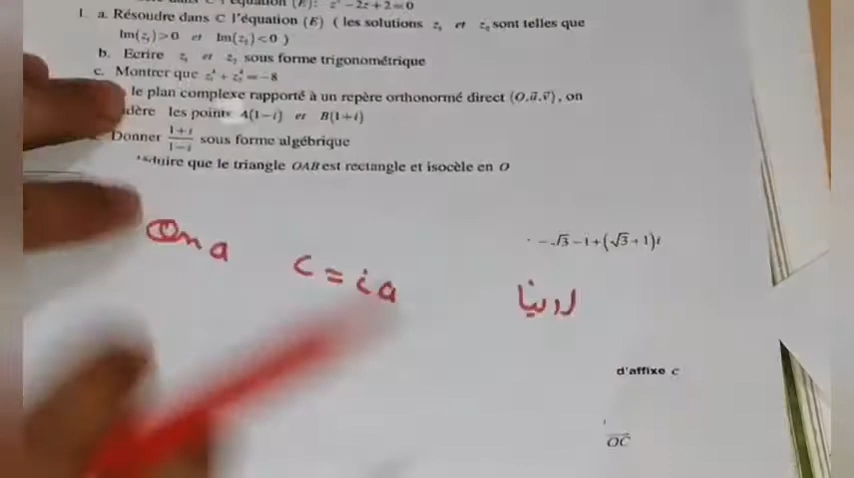 équation (E): z² - 2z + 2 = 0
1. a. Résoudre dans C l'équation (E) ( les solutions z₁ et z₂ sont telles que
Im(z₁)>0 et Im(z₂)<0 )
b. Ecrire z₁ et z₂ sous forme trigonométrique
c. Montrer que z₁⁴ + z₂⁴ = -8
le plan complexe rapporté à un repère orthonormé direct (O,u⃗,v⃗), on
les points A(1-i) et B(1+i)
Donner (1+i)/(1-i) sous forme algébrique
que le triangle OAB est rectangle et isocèle en O
On a c = ia
-√3-1+(√3+1)i
لدينا
d'affixe c
OC